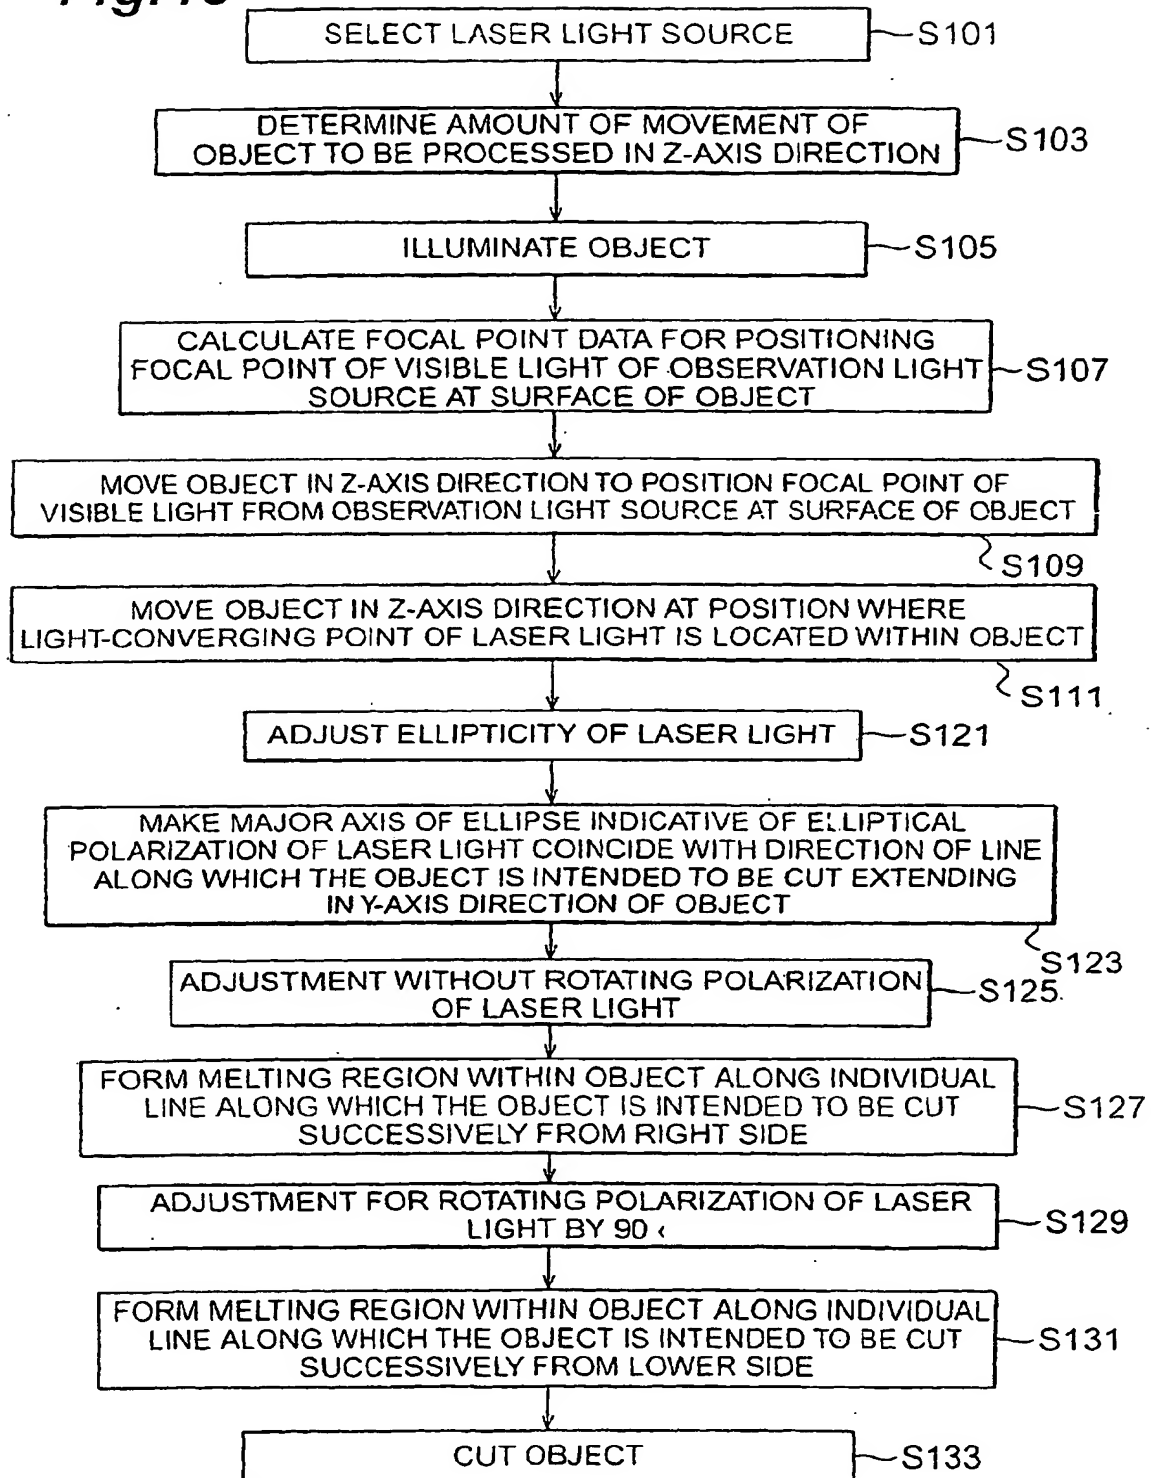 SELECT LASER LIGHT SOURCE
S101
DETERMINE AMOUNT OF MOVEMENT OF
OBJECT TO BE PROCESSED IN Z-AXIS DIRECTION
S103
ILLUMINATE OBJECT
S105
CALCULATE FOCAL POINT DATA FOR POSITIONING
FOCAL POINT OF VISIBLE LIGHT OF OBSERVATION LIGHT
SOURCE AT SURFACE OF OBJECT
S107
MOVE OBJECT IN Z-AXIS DIRECTION TO POSITION FOCAL POINT OF
VISIBLE LIGHT FROM OBSERVATION LIGHT SOURCE AT SURFACE OF OBJECT
S109
MOVE OBJECT IN Z-AXIS DIRECTION AT POSITION WHERE
LIGHT-CONVERGING POINT OF LASER LIGHT IS LOCATED WITHIN OBJECT
S111
ADJUST ELLIPTICITY OF LASER LIGHT
S121
MAKE MAJOR AXIS OF ELLIPSE INDICATIVE OF ELLIPTICAL
POLARIZATION OF LASER LIGHT COINCIDE WITH DIRECTION OF LINE
ALONG WHICH THE OBJECT IS INTENDED TO BE CUT EXTENDING
IN Y-AXIS DIRECTION OF OBJECT
S123
ADJUSTMENT WITHOUT ROTATING POLARIZATION
OF LASER LIGHT
S125
FORM MELTING REGION WITHIN OBJECT ALONG INDIVIDUAL
LINE ALONG WHICH THE OBJECT IS INTENDED TO BE CUT
SUCCESSIVELY FROM RIGHT SIDE
S127
ADJUSTMENT FOR ROTATING POLARIZATION OF LASER
LIGHT BY 90
S129
FORM MELTING REGION WITHIN OBJECT ALONG INDIVIDUAL
LINE ALONG WHICH THE OBJECT IS INTENDED TO BE CUT
SUCCESSIVELY FROM LOWER SIDE
S131
CUT OBJECT
S133